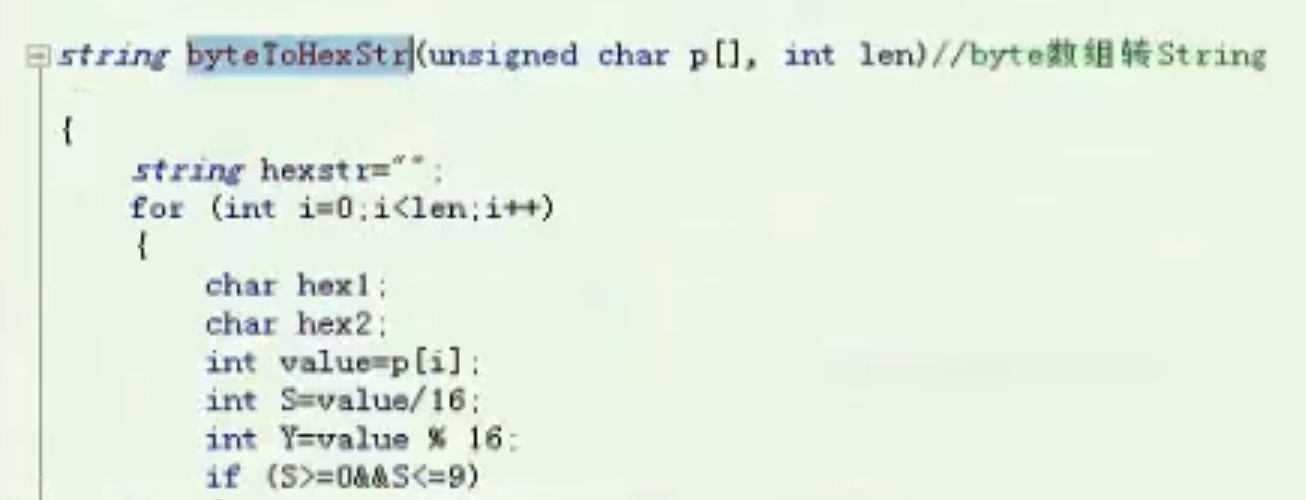 string byteToHexStr(unsigned char p[], int len)//byte数组转String
{
string hexstr="";
for (int i=0;i<len;i++)
{
char hex1;
char hex2;
int value=p[i];
int S=value/16;
int Y=value % 16;
if (S>=0&&S<=9)